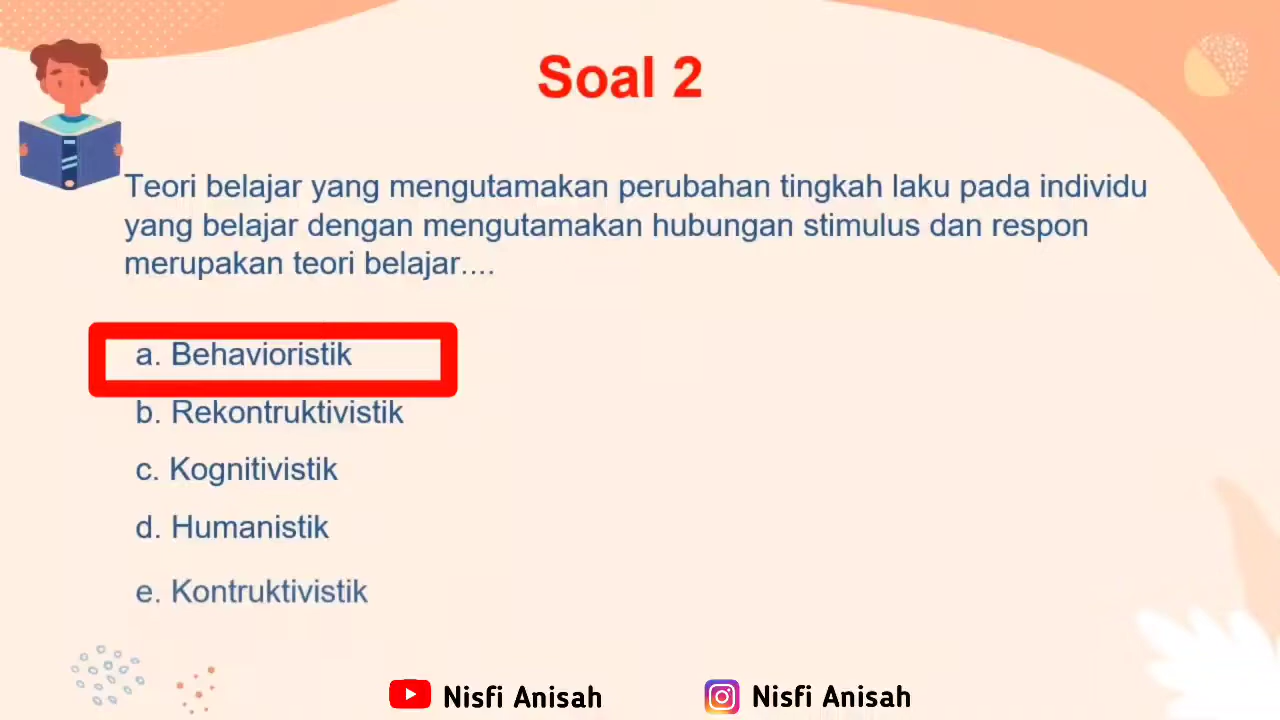 Soal 2
Teori belajar yang mengutamakan perubahan tingkah laku pada individu
yang belajar dengan mengutamakan hubungan stimulus dan respon
merupakan teori belajar....
a. Behavioristik
b. Rekontruktivistik
c. Kognitivistik
d. Humanistik
e. Kontruktivistik
Nisfi Anisah
Nisfi Anisah